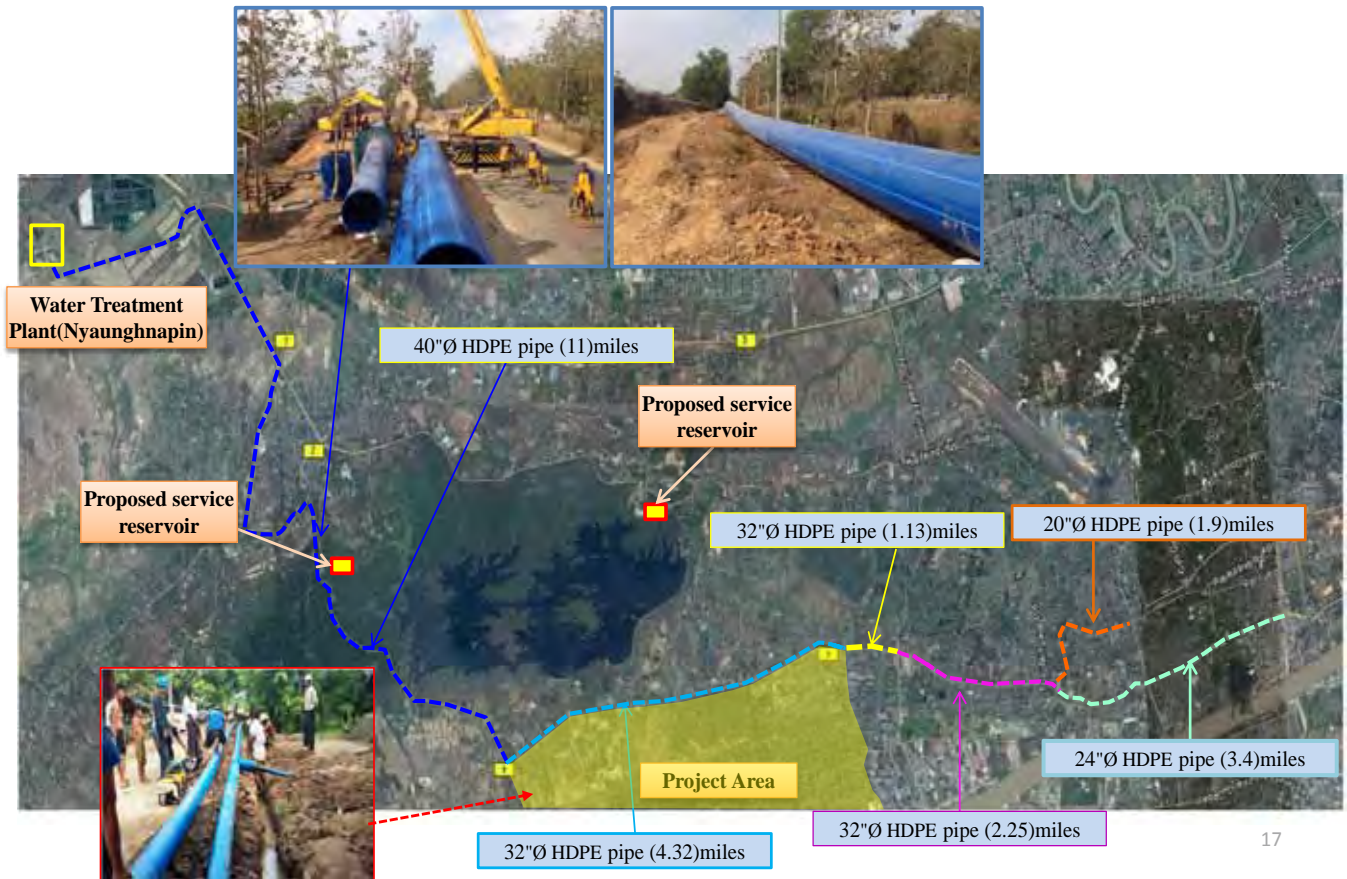 Water Treatment
Plant(Nyaunghnapin)
40"Ø HDPE pipe (11)miles
Proposed service
reservoir
Proposed service
reservoir
32"Ø HDPE pipe (1.13)miles
20"Ø HDPE pipe (1.9)miles
24"Ø HDPE pipe (3.4)miles
Project Area
32"Ø HDPE pipe (2.25)miles
32"Ø HDPE pipe (4.32)miles
17